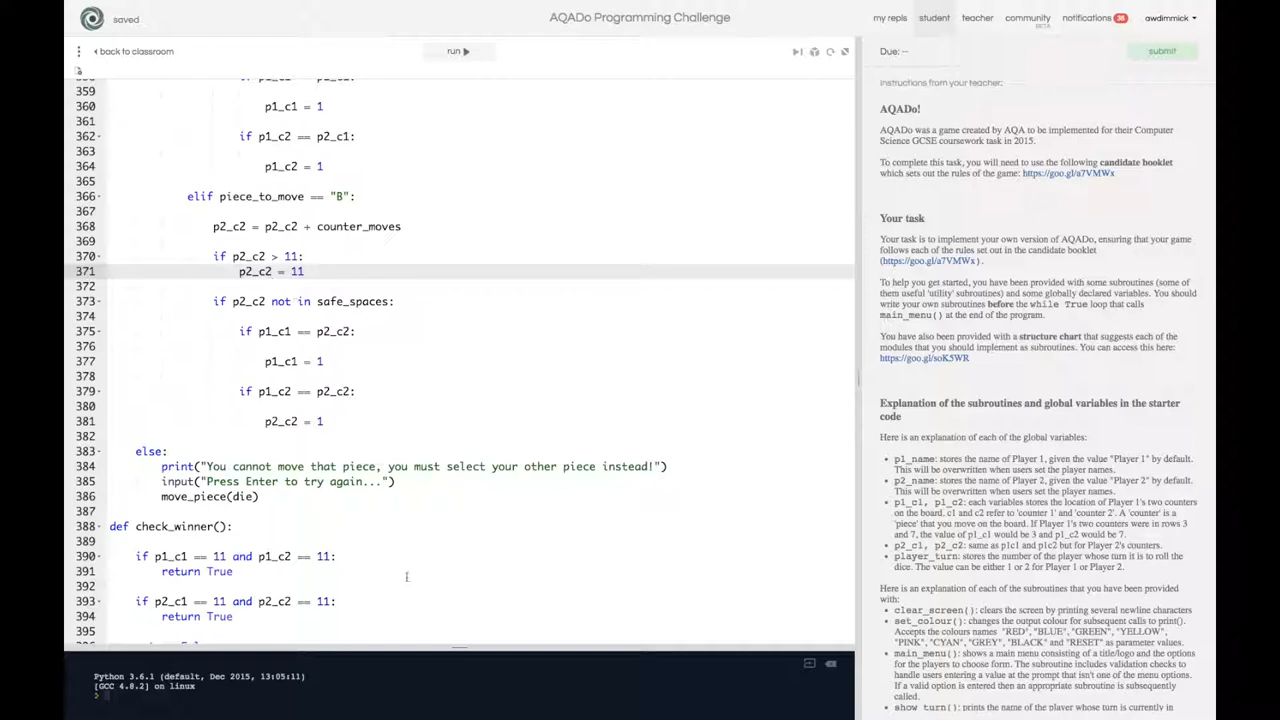 saved
AQADo Programming Challenge
my repls
student
teacher
community
BETA
notifications 36
awdimmick
back to classroom
run
Due: --
submit
Instructions from your teacher:
359
360 p1_c1 = 1
361
362 if p1_c2 == p2_c1:
363
364 p1_c2 = 1
365
366 elif piece_to_move == "B":
367
368 p2_c2 = p2_c2 + counter_moves
369
370 if p2_c2 > 11:
371 p2_c2 = 11
372
373 if p2_c2 not in safe_spaces:
374
375 if p1_c1 == p2_c2:
376
377 p1_c1 = 1
378
379 if p1_c2 == p2_c2:
380
381 p2_c2 = 1
382
383 else:
384 print("You cannot move that piece, you must select your other piece instead!")
385 input("Press Enter to try again...")
386 move_piece(die)
387
388 def check_winner():
389
390 if p1_c1 == 11 and p1_c2 == 11:
391 return True
392
393 if p2_c1 == 11 and p2_c2 == 11:
394 return True
395
Python 3.6.1 (default, Dec 2015, 13:05:11)
[GCC 4.8.2] on linux
>
AQADo!
AQADo was a game created by AQA to be implemented for their Computer
Science GCSE coursework task in 2015.
To complete this task, you will need to use the following candidate booklet
which sets out the rules of the game: https://goo.gl/a7VMWx
Your task
Your task is to implement your own version of AQADo, ensuring that your game
follows each of the rules set out in the candidate booklet
(https://goo.gl/a7VMWx).
To help you get started, you have been provided with some subroutines (some of
them useful 'utility' subroutines) and some globally declared variables. You should
write your own subroutines before the while True loop that calls
main_menu() at the end of the program.
You have also been provided with a structure chart that suggests each of the
modules that you should implement as subroutines. You can access this here:
https://goo.gl/soK5WR
Explanation of the subroutines and global variables in the starter
code
Here is an explanation of each of the global variables:
• p1_name: stores the name of Player 1, given the value "Player 1" by default.
This will be overwritten when users set the player names.
• p2_name: stores the name of Player 2, given the value "Player 2" by default.
This will be overwritten when users set the player names.
• p1_c1, p1_c2: each variables stores the location of Player 1's two counters
on the board. c1 and c2 refer to 'counter 1' and 'counter 2'. A 'counter' is a
'piece' that you move on the board. If Player 1's two counters were in rows 3
and 7, the value of p1_c1 would be 3 and p1_c2 would be 7.
• p2_c1, p2_c2: same as p1c1 and p1c2 but for Player 2's counters.
• player_turn: stores the number of the player whose turn it is to roll the
dice. The value can be either 1 or 2 for Player 1 or Player 2.
Here is an explanation of each of the subroutines that you have been provided
with:
• clear_screen(): clears the screen by printing several newline characters
• set_colour(): changes the output colour for subsequent calls to print().
Accepts the colours names "RED", "BLUE", "GREEN", "YELLOW",
"PINK", "CYAN", "GREY", "BLACK" and "RESET" as parameter values.
• main_menu(): shows a main menu consisting of a title/logo and the options
for the players to choose form. The subroutine includes validation checks to
handle users entering a value at the prompt that isn't one of the menu options.
If a valid option is entered then an appropriate subroutine is subsequently
called.
• show_turn(): prints the name of the player whose turn is currently in